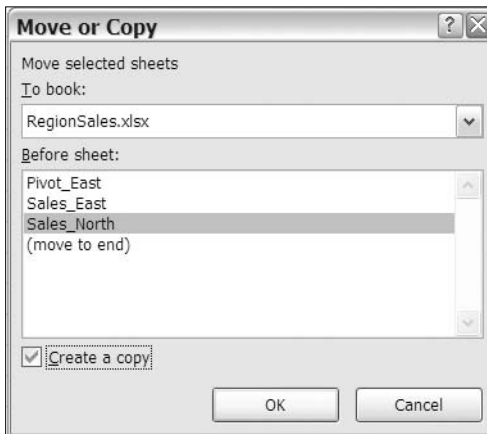 Move or Copy
?
Move selected sheets
To book:
RegionSales.xlsx
Before sheet:
Pivot_East
Sales_East
Sales_North
(move to end)
Create a copy
OK
Cancel